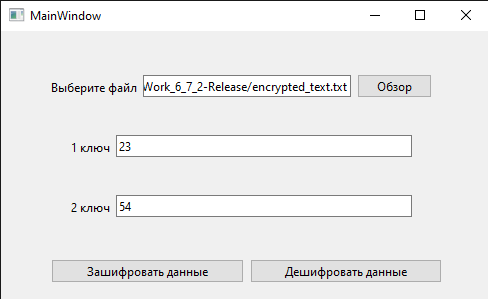 MainWindow
Выберите файл Work_6_7_2-Release/encrypted_text.txt Обзор
1 ключ 23
2 ключ 54
Зашифровать данные Дешифровать данные